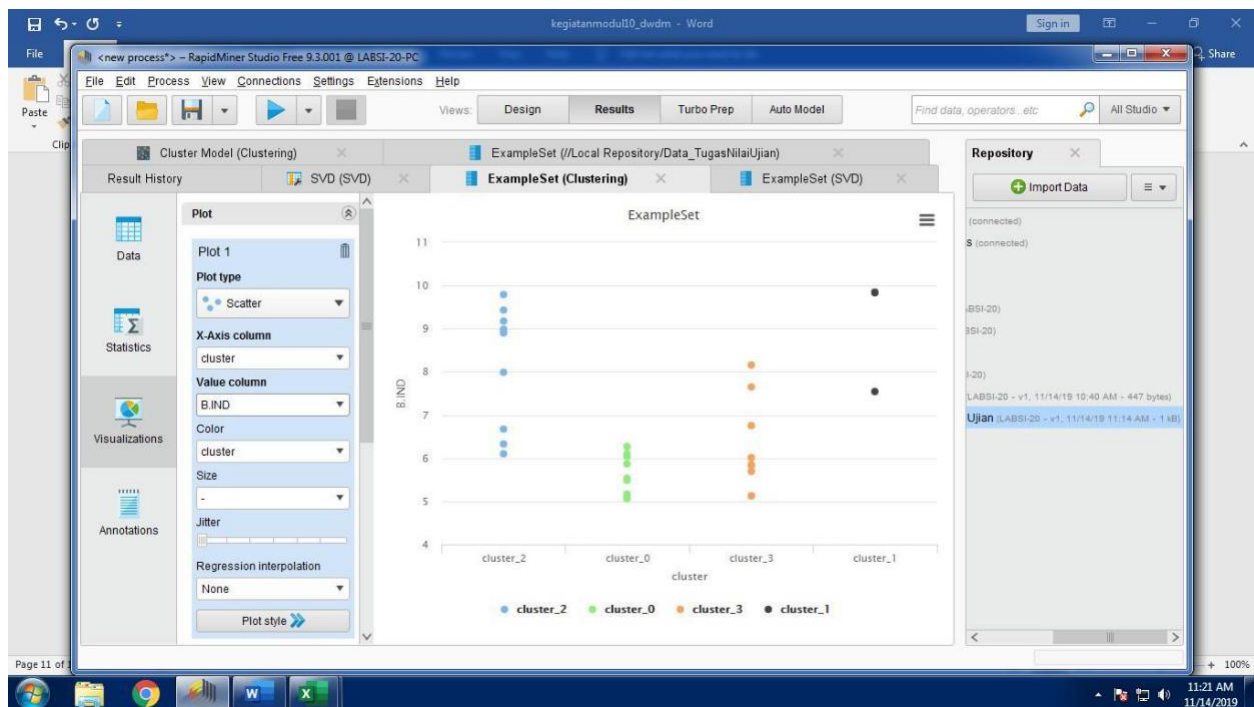 kegiatanmodul10_dwdm - Word
Sign in
File
Share
Paste
Clip
<new process*> – RapidMiner Studio Free 9.3.001 @ LABSI-20-PC
File Edit Process View Connections Settings Extensions Help
Views: Design Results Turbo Prep Auto Model
Find data, operators...etc
All Studio
Cluster Model (Clustering)
ExampleSet (//Local Repository/Data_TugasNilaiUjian)
Result History
SVD (SVD)
ExampleSet (Clustering)
ExampleSet (SVD)
Repository
Import Data
Data
Statistics
Visualizations
Annotations
Plot
Plot 1
Plot type
Scatter
X-Axis column
cluster
Value column
B.IND
Color
cluster
Size
-
Jitter
Regression interpolation
None
Plot style
ExampleSet
11
10
9
8
7
6
5
4
B.IND
cluster_2 cluster_0 cluster_3 cluster_1
cluster
cluster_2 cluster_0 cluster_3 cluster_1
(connected)
S (connected)
ABSI-20)
BSI-20)
I-20)
(LABSI-20 - v1, 11/14/19 10:40 AM - 447 bytes)
Ujian (LABSI-20 - v1, 11/14/19 11:14 AM - 1 kB)
Page 11 of 1
100%
11:21 AM
11/14/2019